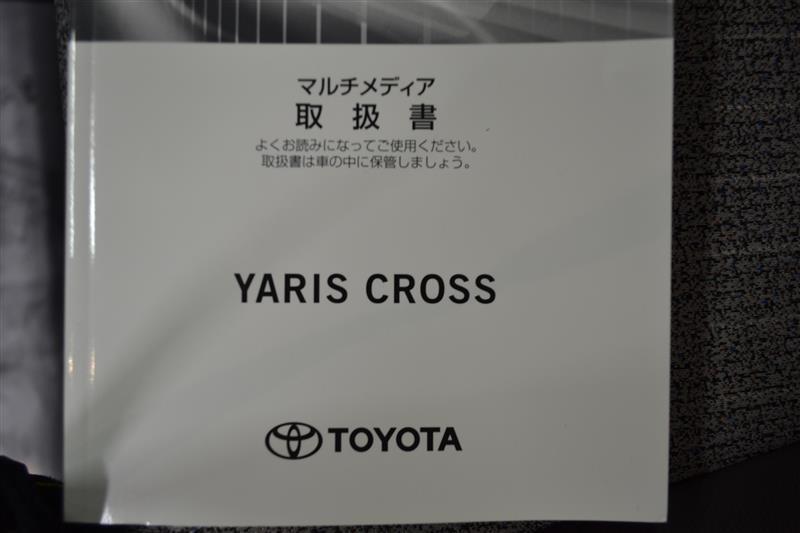 マルチメディア
取扱書
よくお読みになってご使用ください。
取扱書は車の中に保管しましょう。
YARIS CROSS
TOYOTA